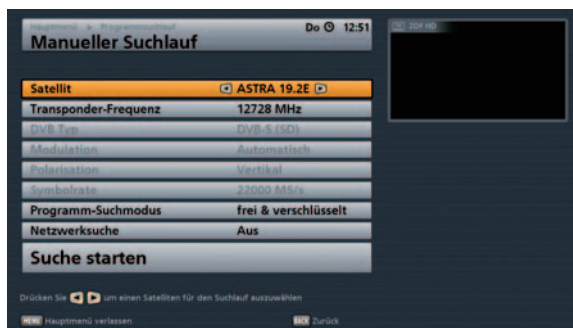 Hauptmenü ▶ Programmsuchlauf
Manueller Suchlauf
Do 12:51
ZDF HD
Satellit ◀ ASTRA 19.2E ▶
Transponder-Frequenz 12728 MHz
DVB Typ DVB-S (SD)
Modulation Automatisch
Polarisation Vertikal
Symbolrate 22000 MS/s
Programm-Suchmodus frei & verschlüsselt
Netzwerksuche Aus
Suche starten
Drücken Sie ◀ ▶ um einen Satelliten für den Suchlauf auszuwählen
MENU Hauptmenü verlassen BACK Zurück